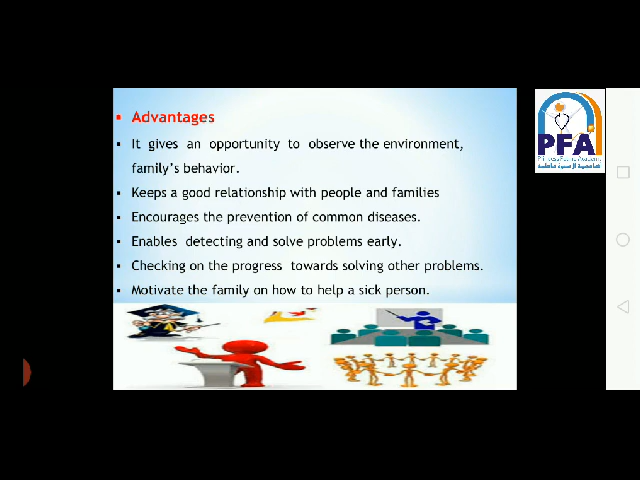 Advantages
It gives an opportunity to observe the environment,
family's behavior.
Keeps a good relationship with people and families
Encourages the prevention of common diseases.
Enables detecting and solve problems early.
Checking on the progress towards solving other problems.
Motivate the family on how to help a sick person.
PFA
Academy